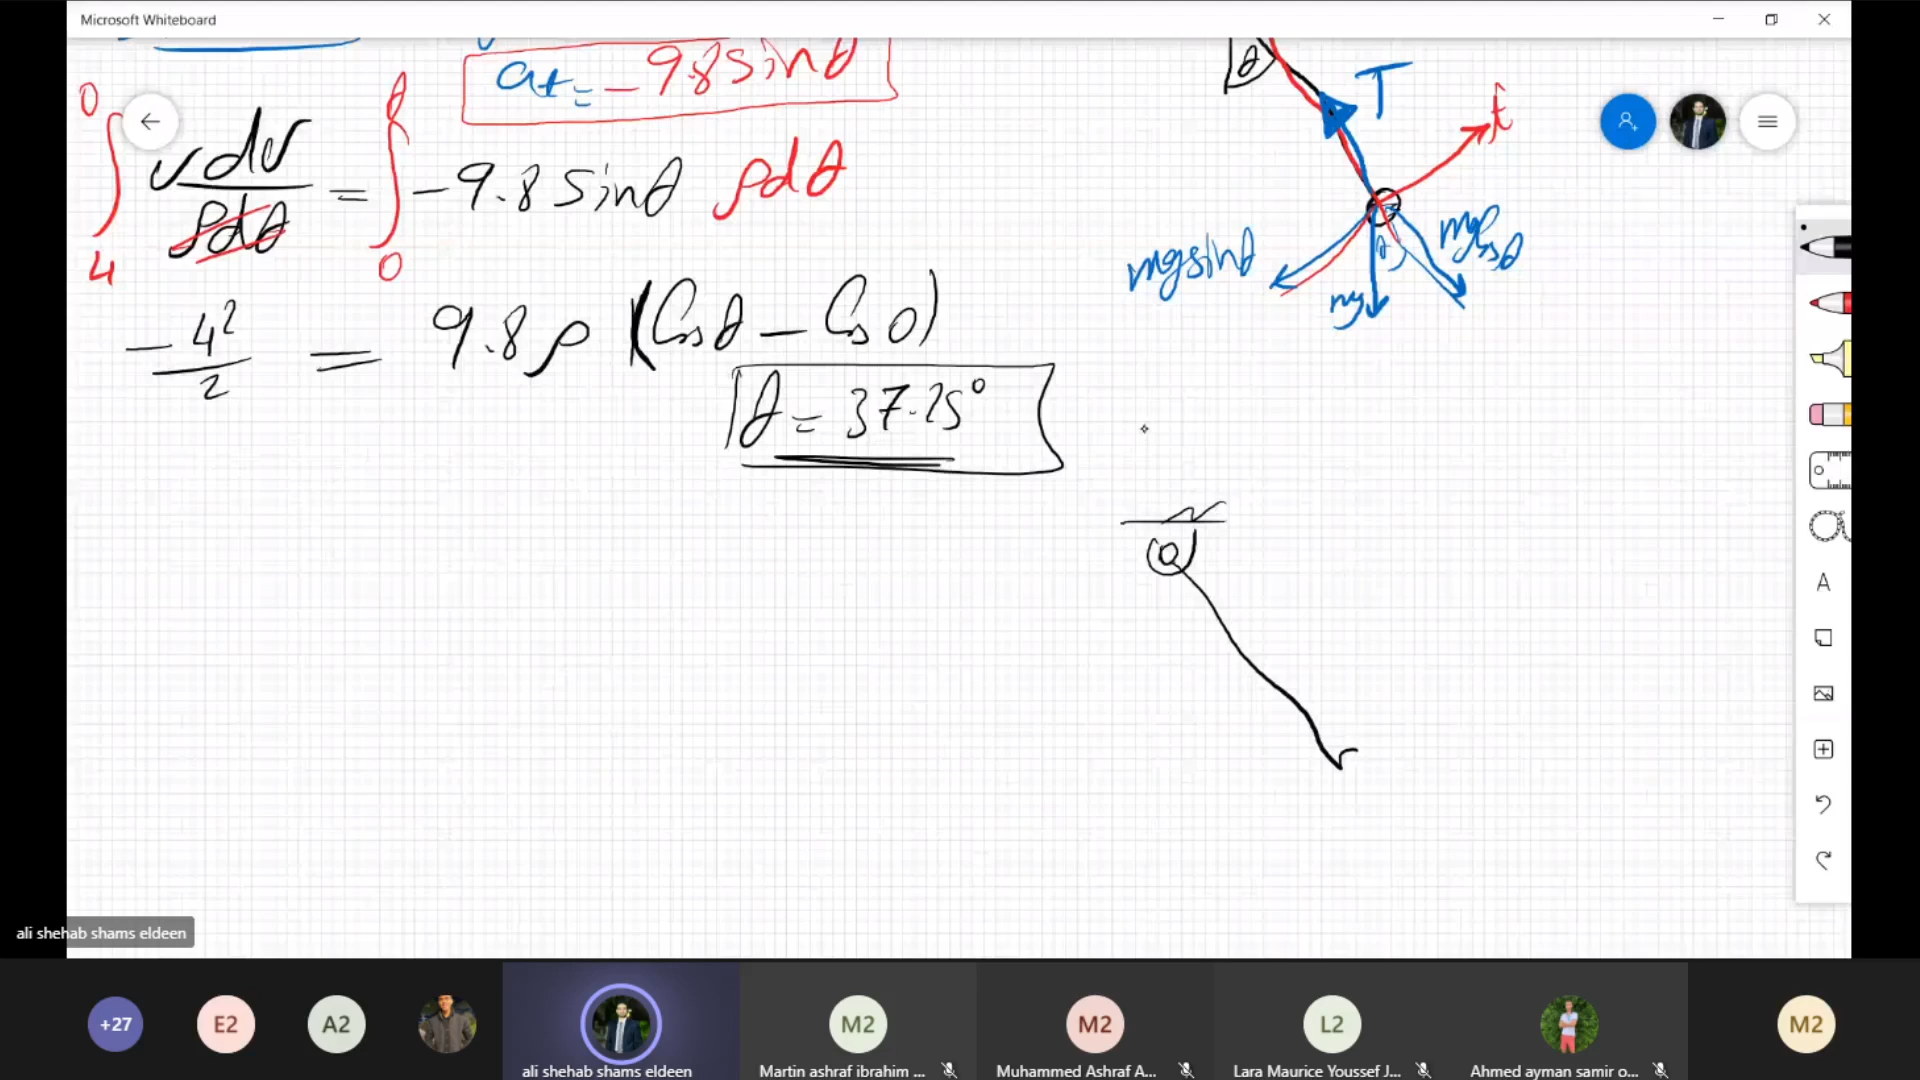 Microsoft Whiteboard
at = - 9.8 sinθ
0 θ
v dv / ρdθ = ∫ -9.8 sinθ ρdθ
4 0
- 4² / 2 = 9.8 ρ (Cosθ - Cos 0)
θ = 37.25°
θ
T
t
mg sinθ
mg Cosθ
θ
mg
A
ali shehab shams eldeen
+27
E2
A2
ali shehab shams eldeen
M2
Martin ashraf ibrahim ...
M2
Muhammed Ashraf A...
L2
Lara Maurice Youssef J...
Ahmed ayman samir o...
M2